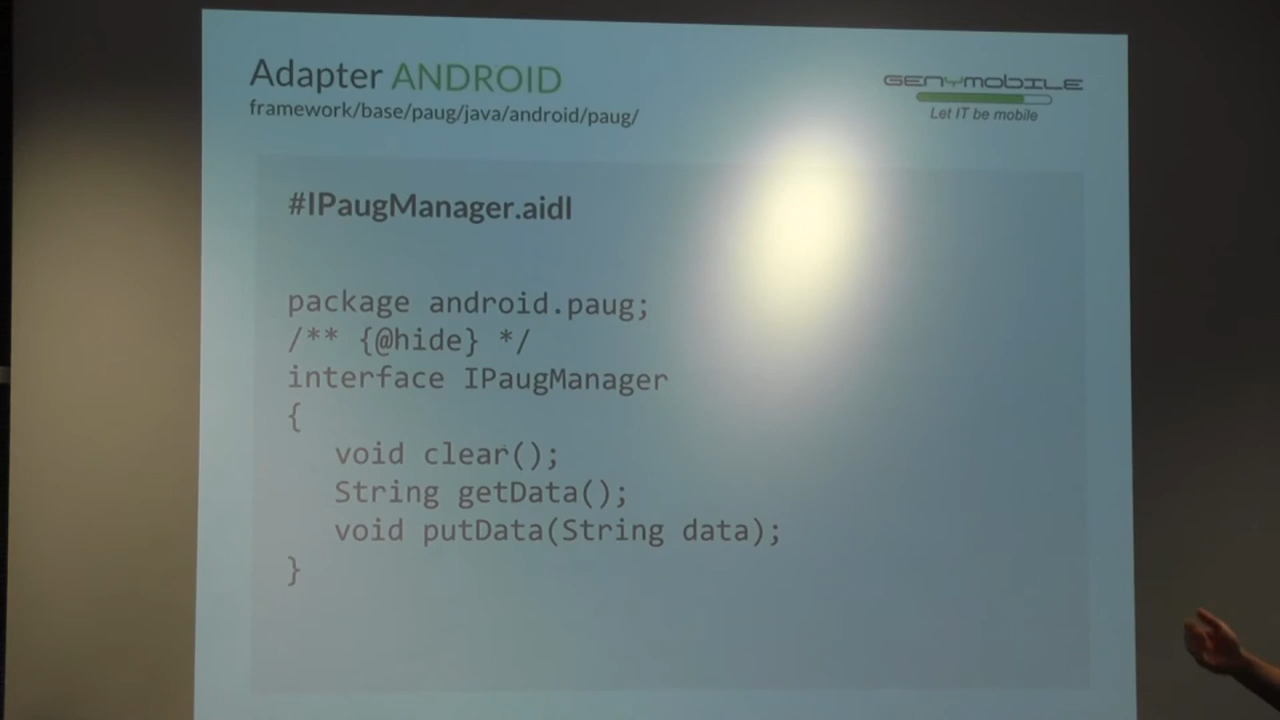 Adapter ANDROID
framework/base/paug/java/android/paug/
GENYMOBILE
Let IT be mobile
#IPaugManager.aidl
package android.paug;
/** {@hide} */
interface IPaugManager
{
void clear();
String getData();
void putData(String data);
}